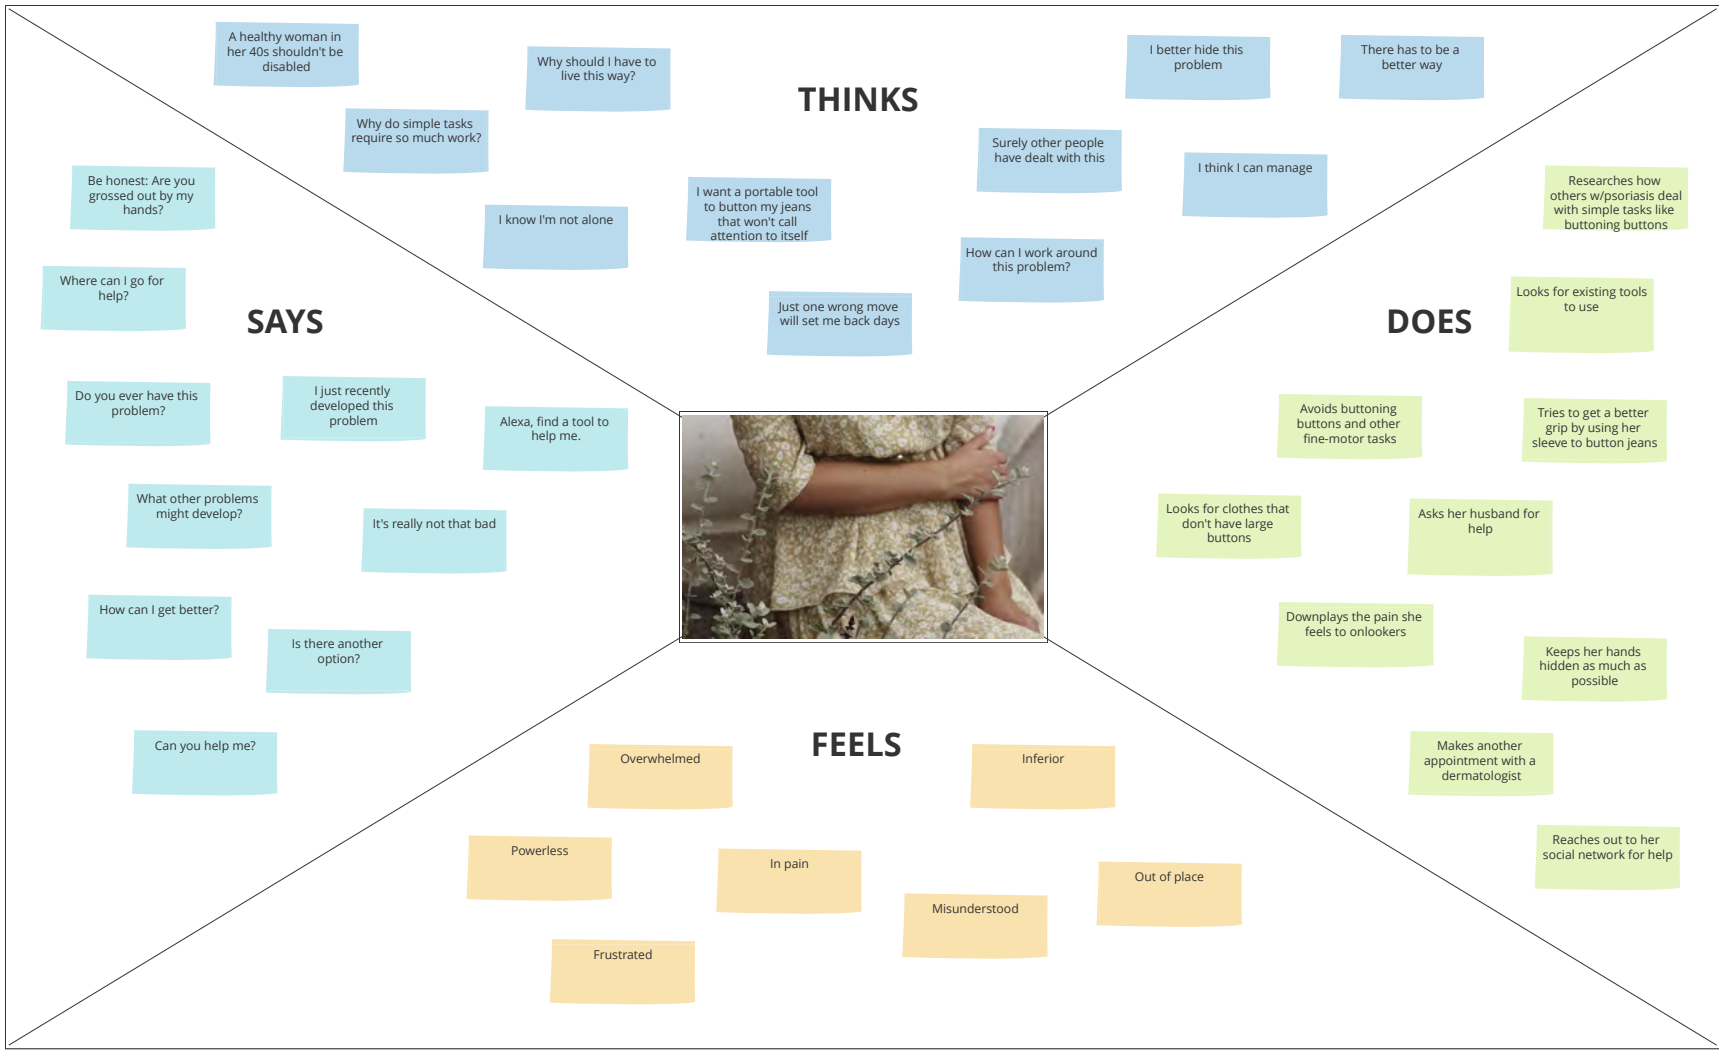 A healthy woman in
her 40s shouldn't be
disabled
Why should I have to
live this way?
THINKS
I better hide this
problem
There has to be a
better way
Why do simple tasks
require so much work?
Surely other people
have dealt with this
I think I can manage
I know I'm not alone
I want a portable tool
to button my jeans
that won't call
attention to itself
How can I work around
this problem?
Just one wrong move
will set me back days
Be honest: Are you
grossed out by my
hands?
Where can I go for
help?
SAYS
Do you ever have this
problem?
I just recently
developed this
problem
Alexa, find a tool to
help me.
What other problems
might develop?
It's really not that bad
How can I get better?
Is there another
option?
Can you help me?
Researches how
others w/psoriasis deal
with simple tasks like
buttoning buttons
Looks for existing tools
to use
DOES
Avoids buttoning
buttons and other
fine-motor tasks
Tries to get a better
grip by using her
sleeve to button jeans
Looks for clothes that
don't have large
buttons
Asks her husband for
help
Downplays the pain she
feels to onlookers
Keeps her hands
hidden as much as
possible
Makes another
appointment with a
dermatologist
Reaches out to her
social network for help
FEELS
Overwhelmed
Inferior
Powerless
In pain
Out of place
Misunderstood
Frustrated